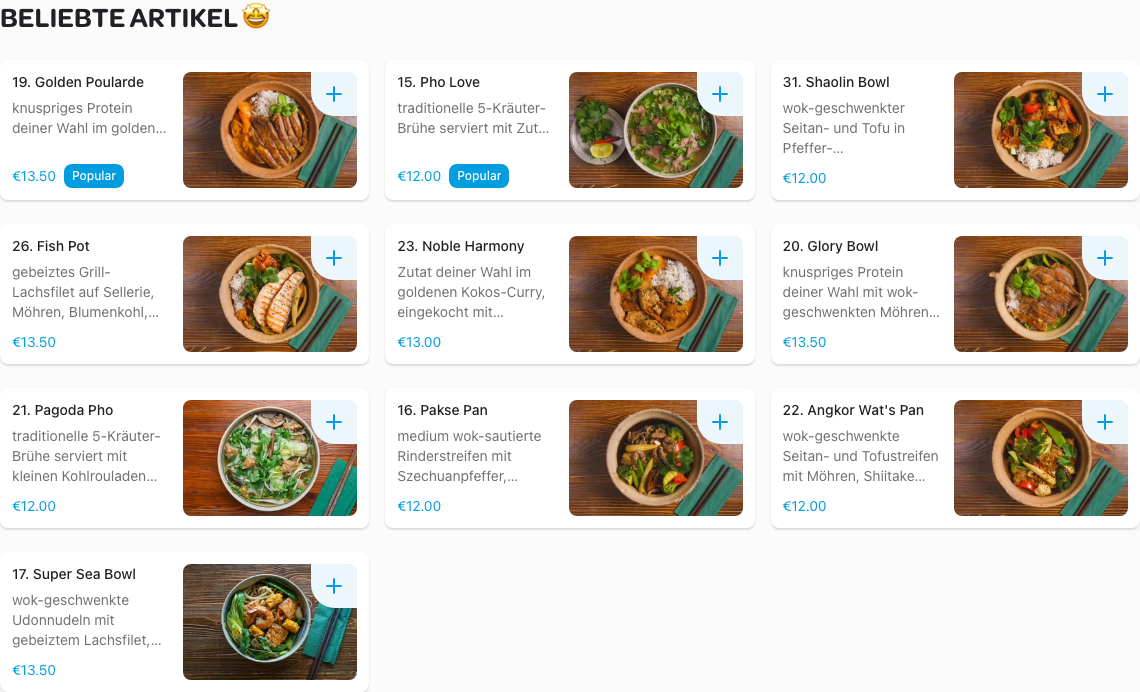 BELIEBTE ARTIKEL
19. Golden Poularde
knuspriges Protein
deiner Wahl im golden...
€13.50 Popular
15. Pho Love
traditionelle 5-Kräuter-
Brühe serviert mit Zut...
€12.00 Popular
31. Shaolin Bowl
wok-geschwenkter
Seitan- und Tofu in
Pfeffer-...
€12.00
26. Fish Pot
gebeiztes Grill-
Lachsfilet auf Sellerie,
Möhren, Blumenkohl,...
€13.50
23. Noble Harmony
Zutat deiner Wahl im
goldenen Kokos-Curry,
eingekocht mit...
€13.00
20. Glory Bowl
knuspriges Protein
deiner Wahl mit wok-
geschwenkten Möhren...
€13.50
21. Pagoda Pho
traditionelle 5-Kräuter-
Brühe serviert mit
kleinen Kohlrouladen...
€12.00
16. Pakse Pan
medium wok-sautierte
Rinderstreifen mit
Szechuanpfeffer,...
€12.00
22. Angkor Wat's Pan
wok-geschwenkte
Seitan- und Tofustreifen
mit Möhren, Shiitake...
€12.00
17. Super Sea Bowl
wok-geschwenkte
Udonnudeln mit
gebeiztem Lachsfilet,...
€13.50